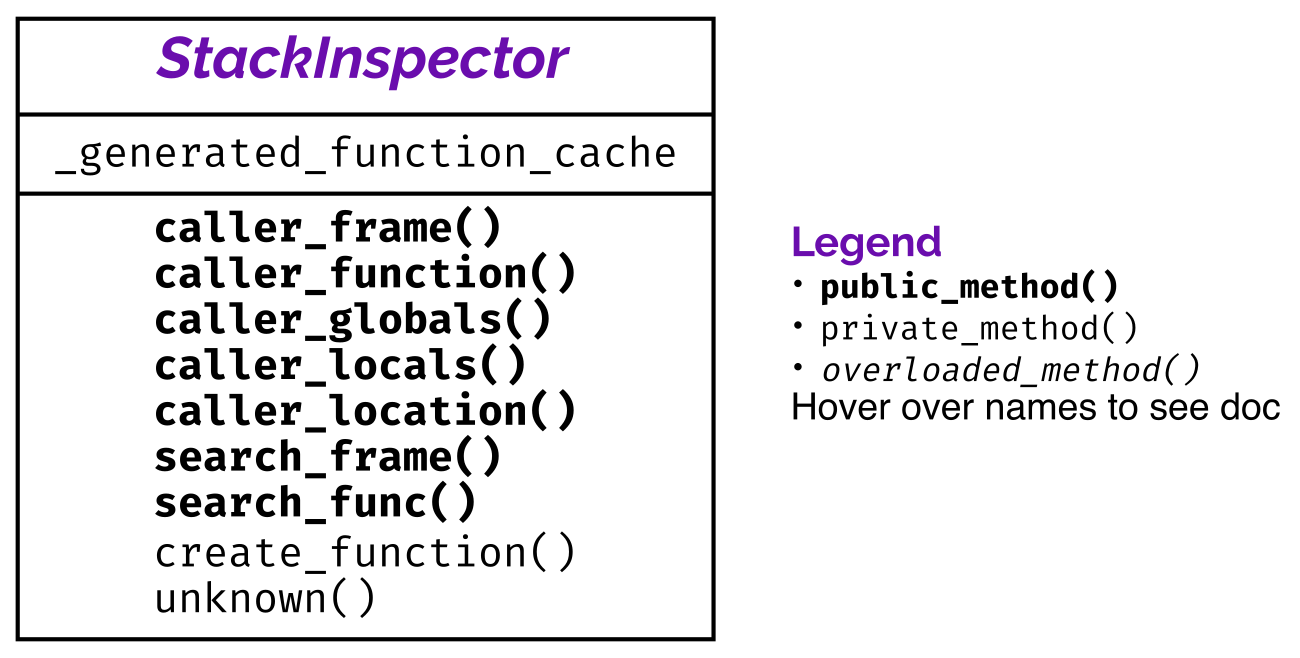 StackInspector
_generated_function_cache
caller_frame()
caller_function()
caller_globals()
caller_locals()
caller_location()
search_frame()
search_func()
create_function()
unknown()
Legend
• public_method()
• private_method()
• overloaded_method()
Hover over names to see doc